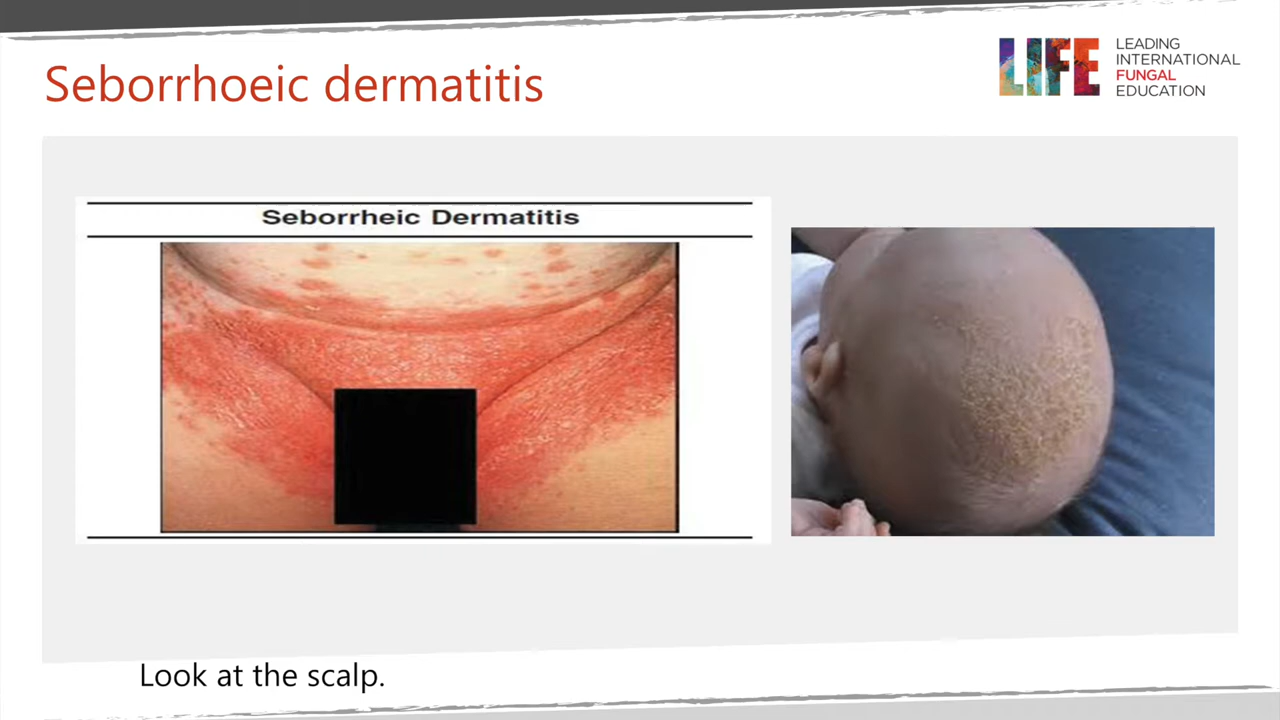 Seborrhoeic dermatitis
LIFE
LEADING
INTERNATIONAL
FUNGAL
EDUCATION
Seborrheic Dermatitis
Look at the scalp.